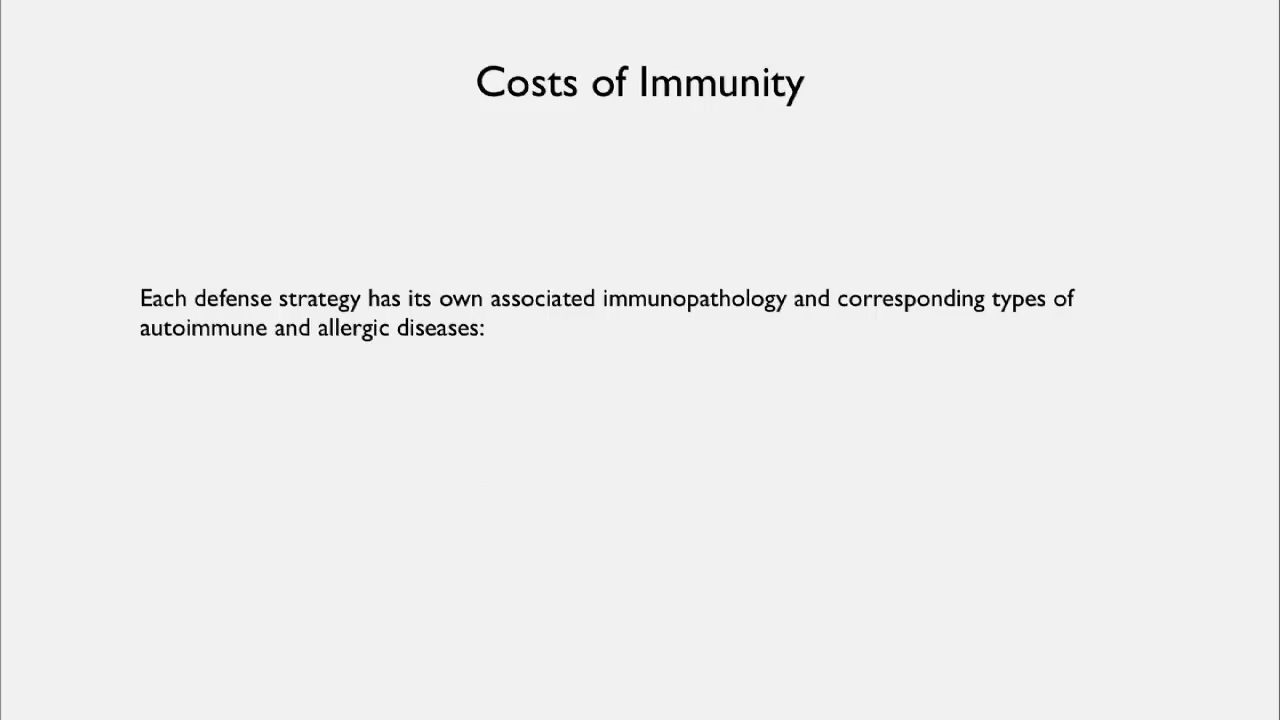 Costs of Immunity
Each defense strategy has its own associated immunopathology and corresponding types of
autoimmune and allergic diseases: